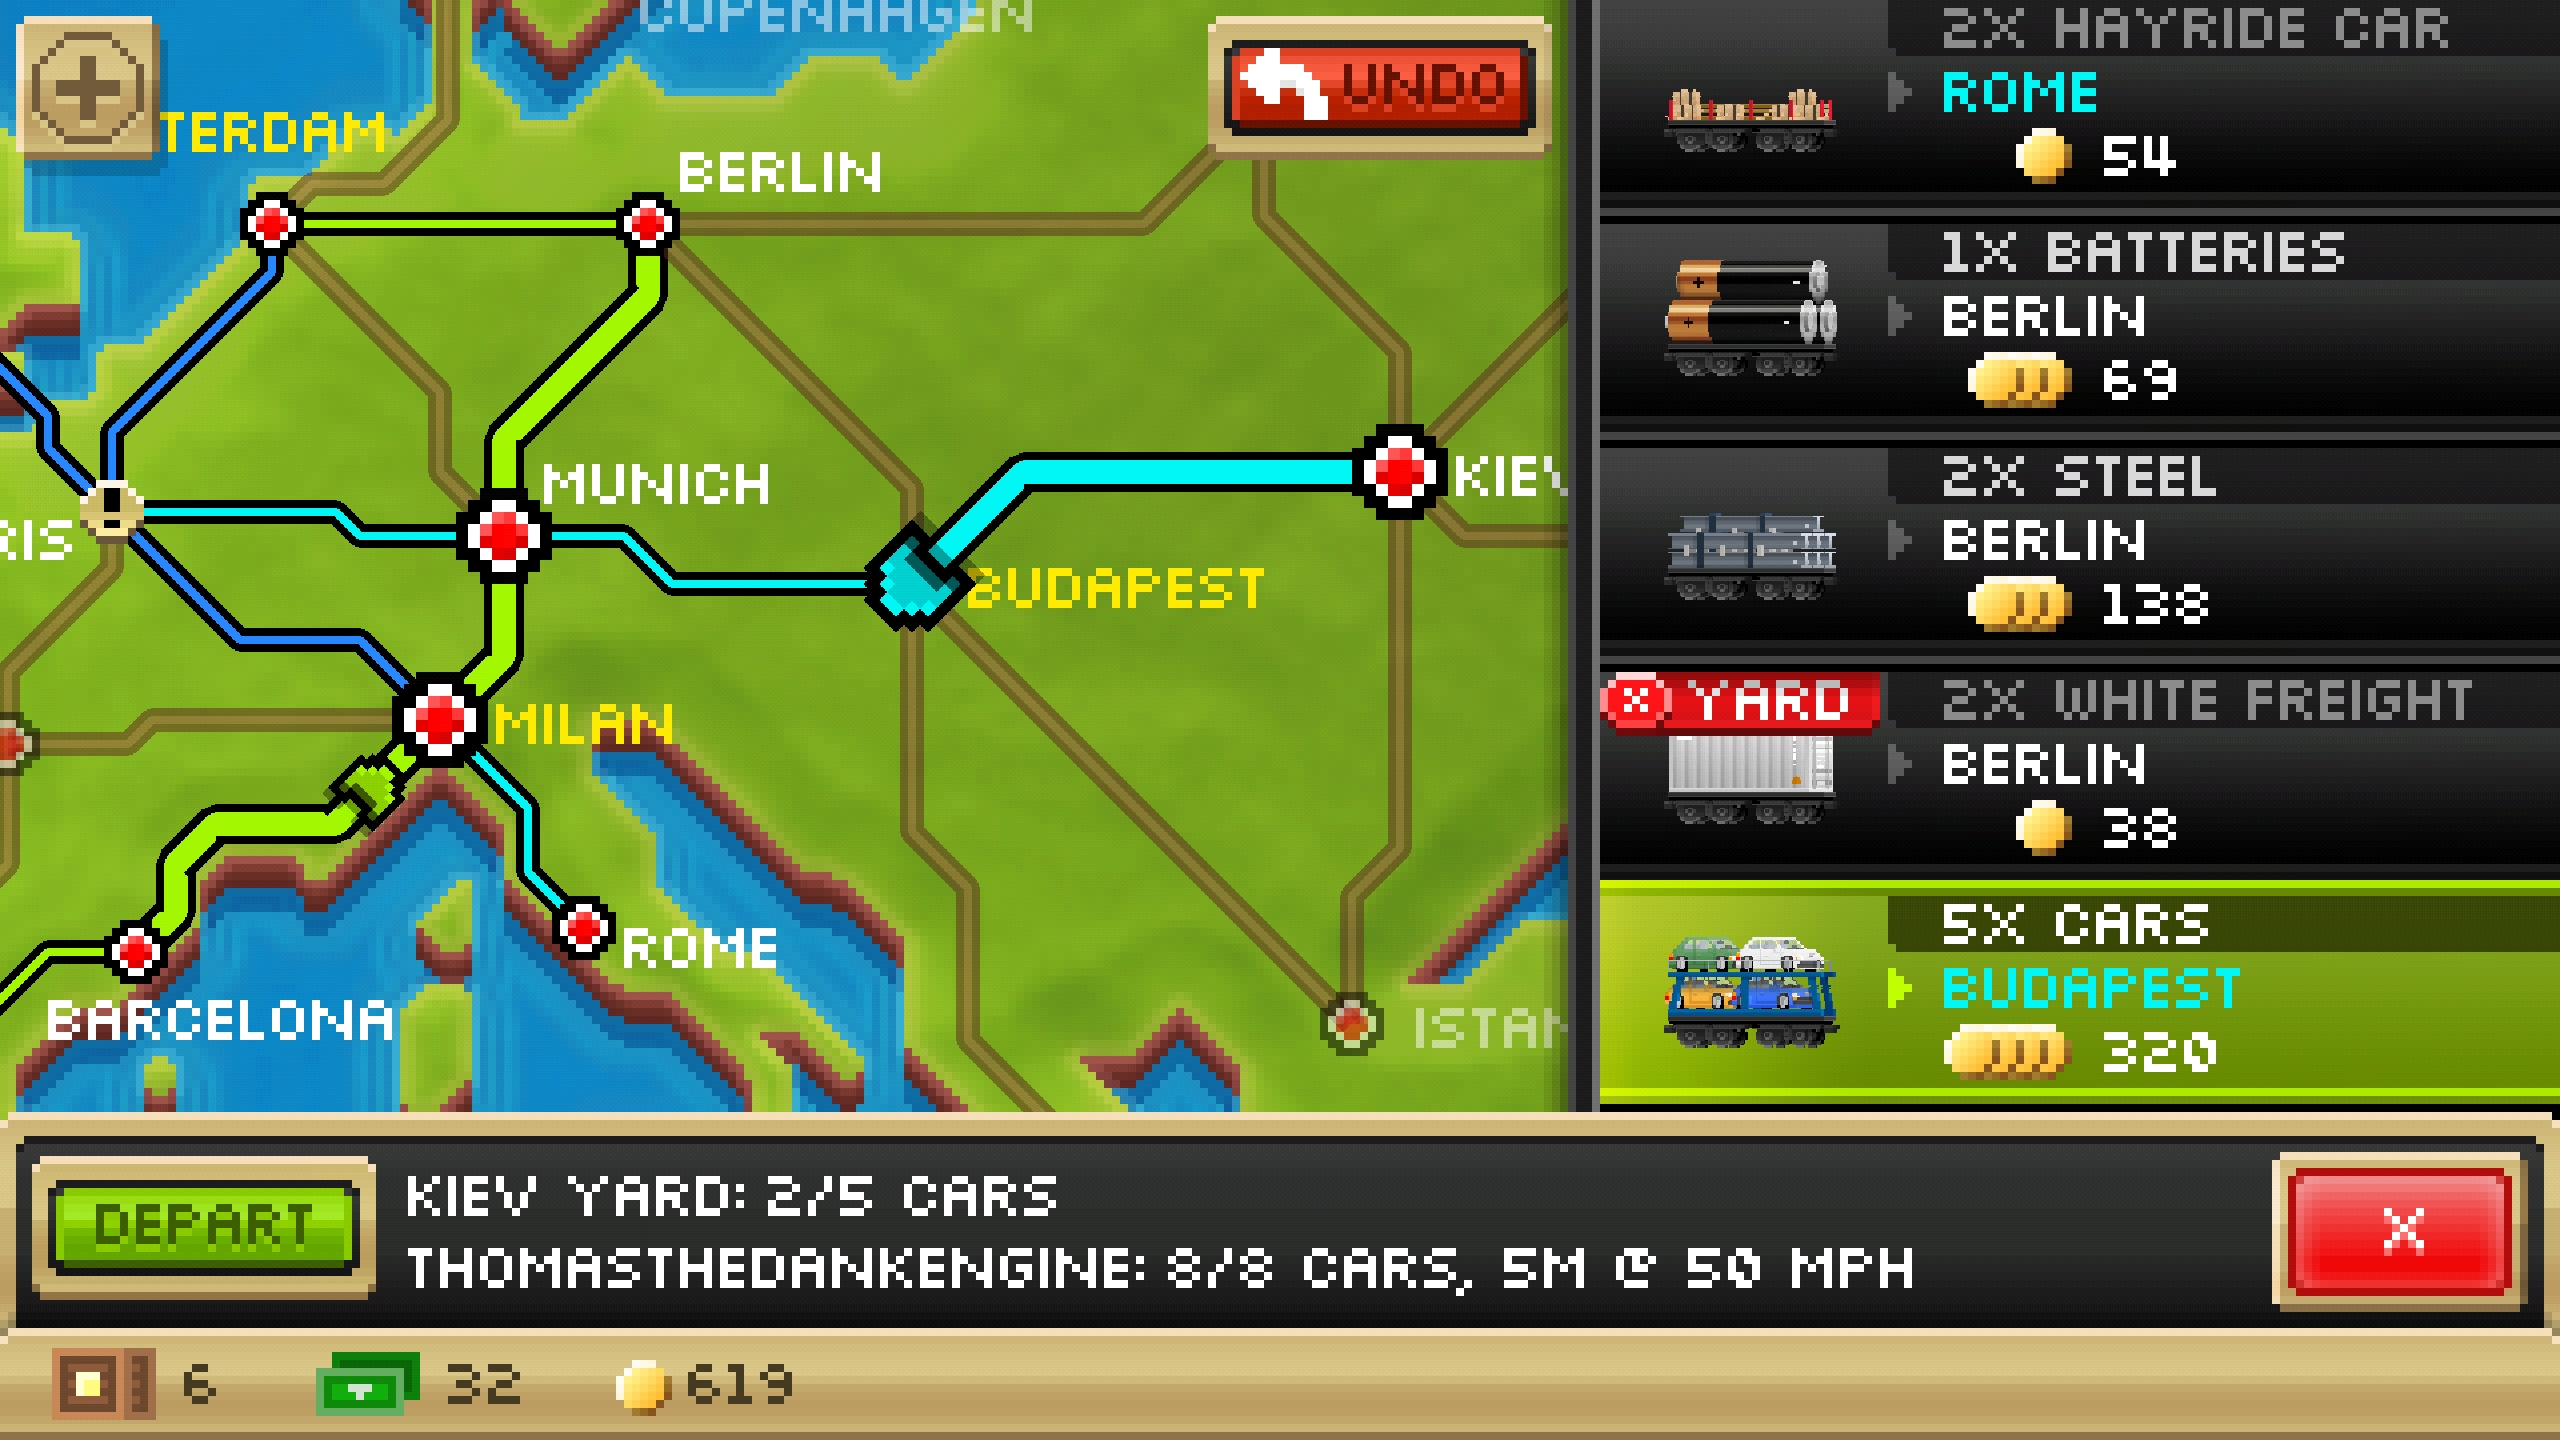 COPENHAGEN
UNDO
TERDAM
BERLIN
MUNICH
KIEV
RIS
BUDAPEST
MILAN
ROME
BARCELONA
ISTAN
2X HAYRIDE CAR
ROME
54
1X BATTERIES
BERLIN
69
2X STEEL
BERLIN
138
X YARD
2X WHITE FREIGHT
BERLIN
38
5X CARS
BUDAPEST
320
DEPART
KIEV YARD: 2/5 CARS
THOMASTHEDANKENGINE: 8/8 CARS, 5M @ 50 MPH
X
6
32
619